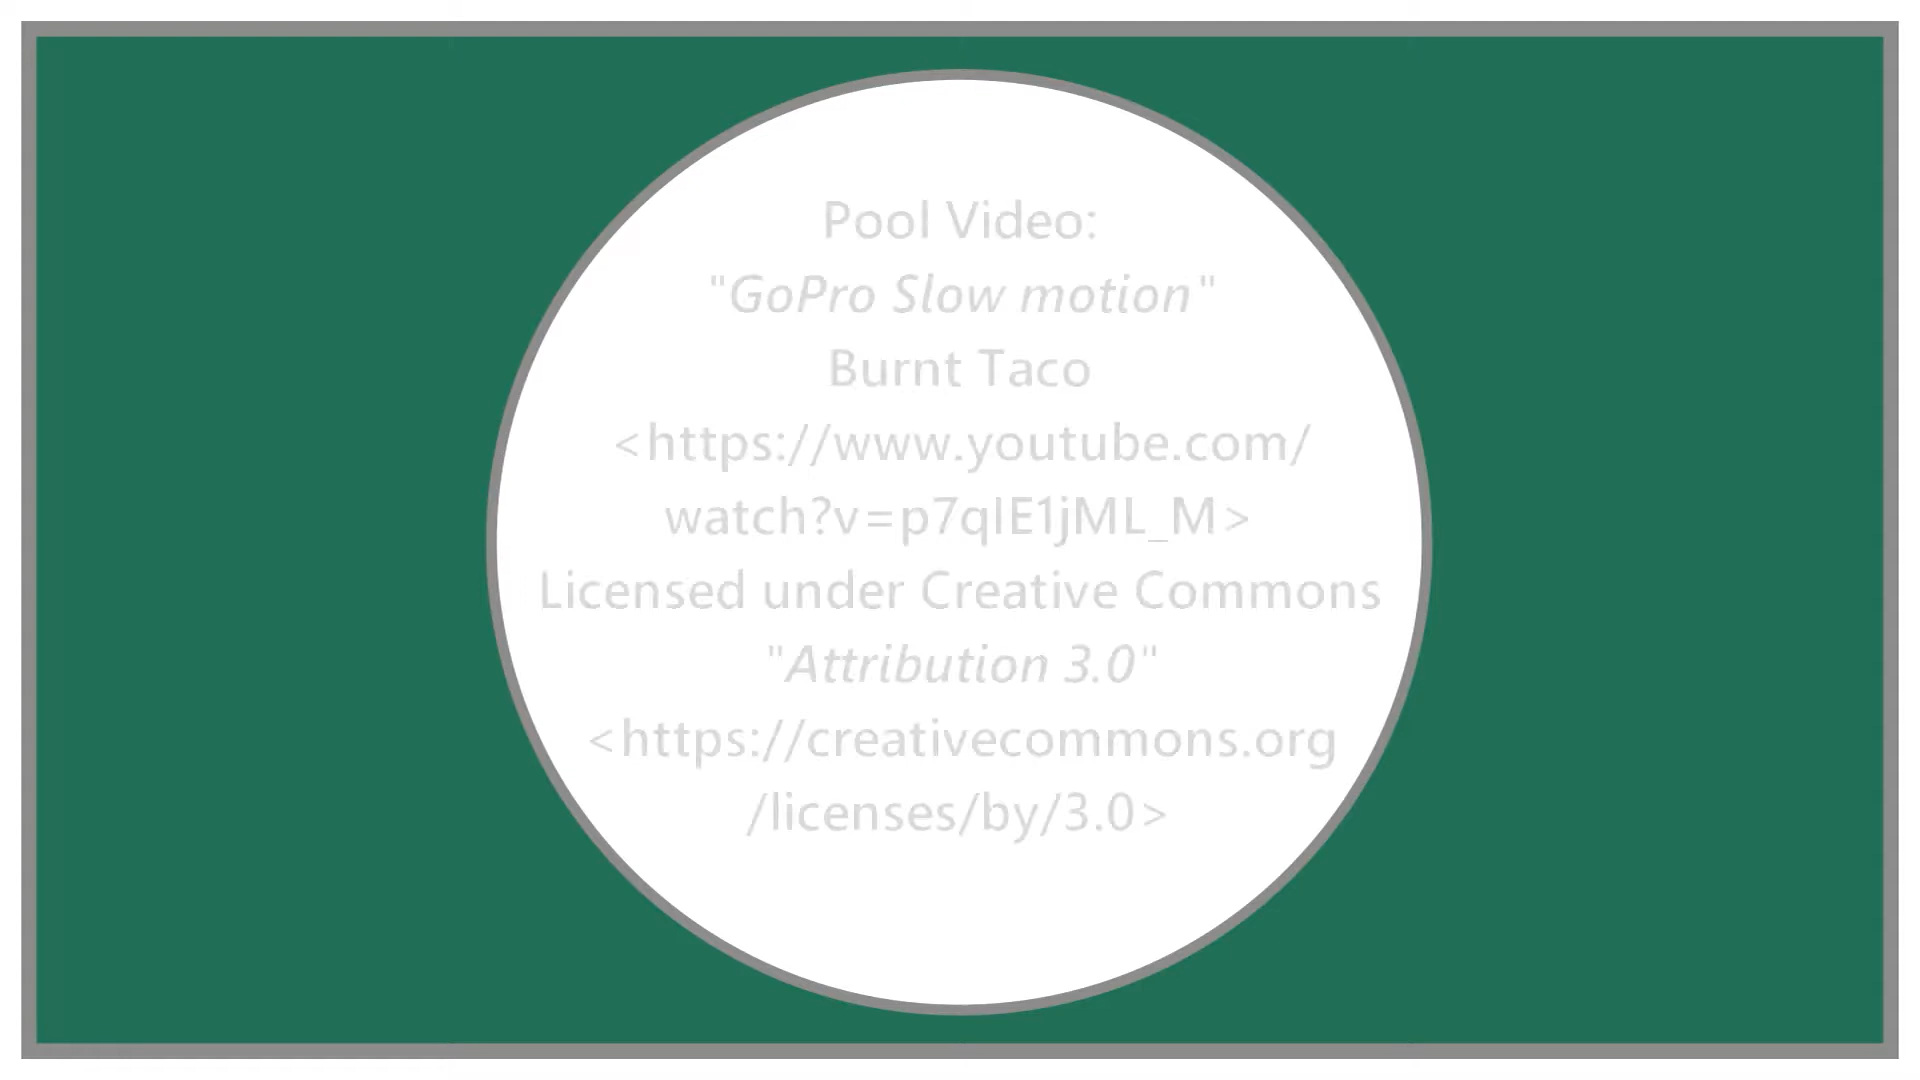 Pool Video:
"GoPro Slow motion"
Burnt Taco
<https://www.youtube.com/
watch?v=p7qIE1jML_M>
Licensed under Creative Commons
"Attribution 3.0"
<https://creativecommons.org
/licenses/by/3.0>